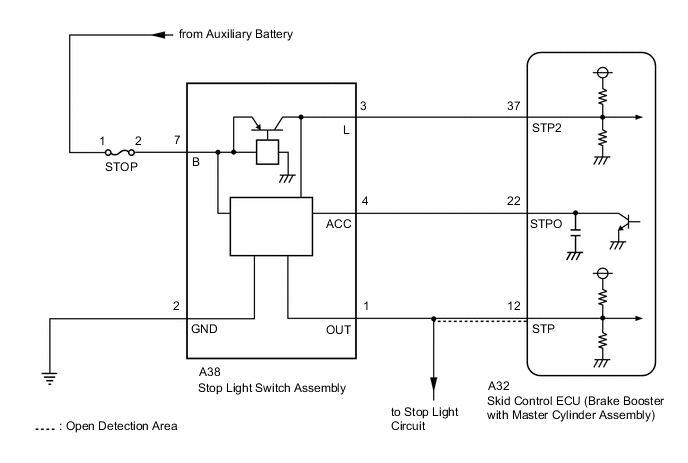 from Auxiliary Battery
1 2
STOP
7
B
3
L
37
STP2
4
ACC
22
STPO
2
GND
1
OUT
12
STP
A38
Stop Light Switch Assembly
to Stop Light
Circuit
A32
Skid Control ECU (Brake Booster
with Master Cylinder Assembly)
: Open Detection Area